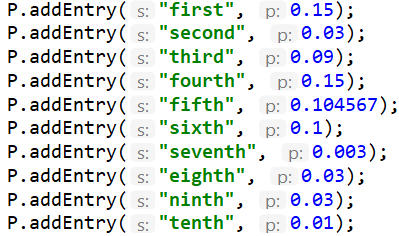 P.addEntry( s: "first", p: 0.15);
P.addEntry( s: "second", p: 0.03);
P.addEntry( s: "third", p: 0.09);
P.addEntry( s: "fourth", p: 0.15);
P.addEntry( s: "fifth", p: 0.104567);
P.addEntry( s: "sixth", p: 0.1);
P.addEntry( s: "seventh", p: 0.003);
P.addEntry( s: "eighth", p: 0.03);
P.addEntry( s: "ninth", p: 0.03);
P.addEntry( s: "tenth", p: 0.01);